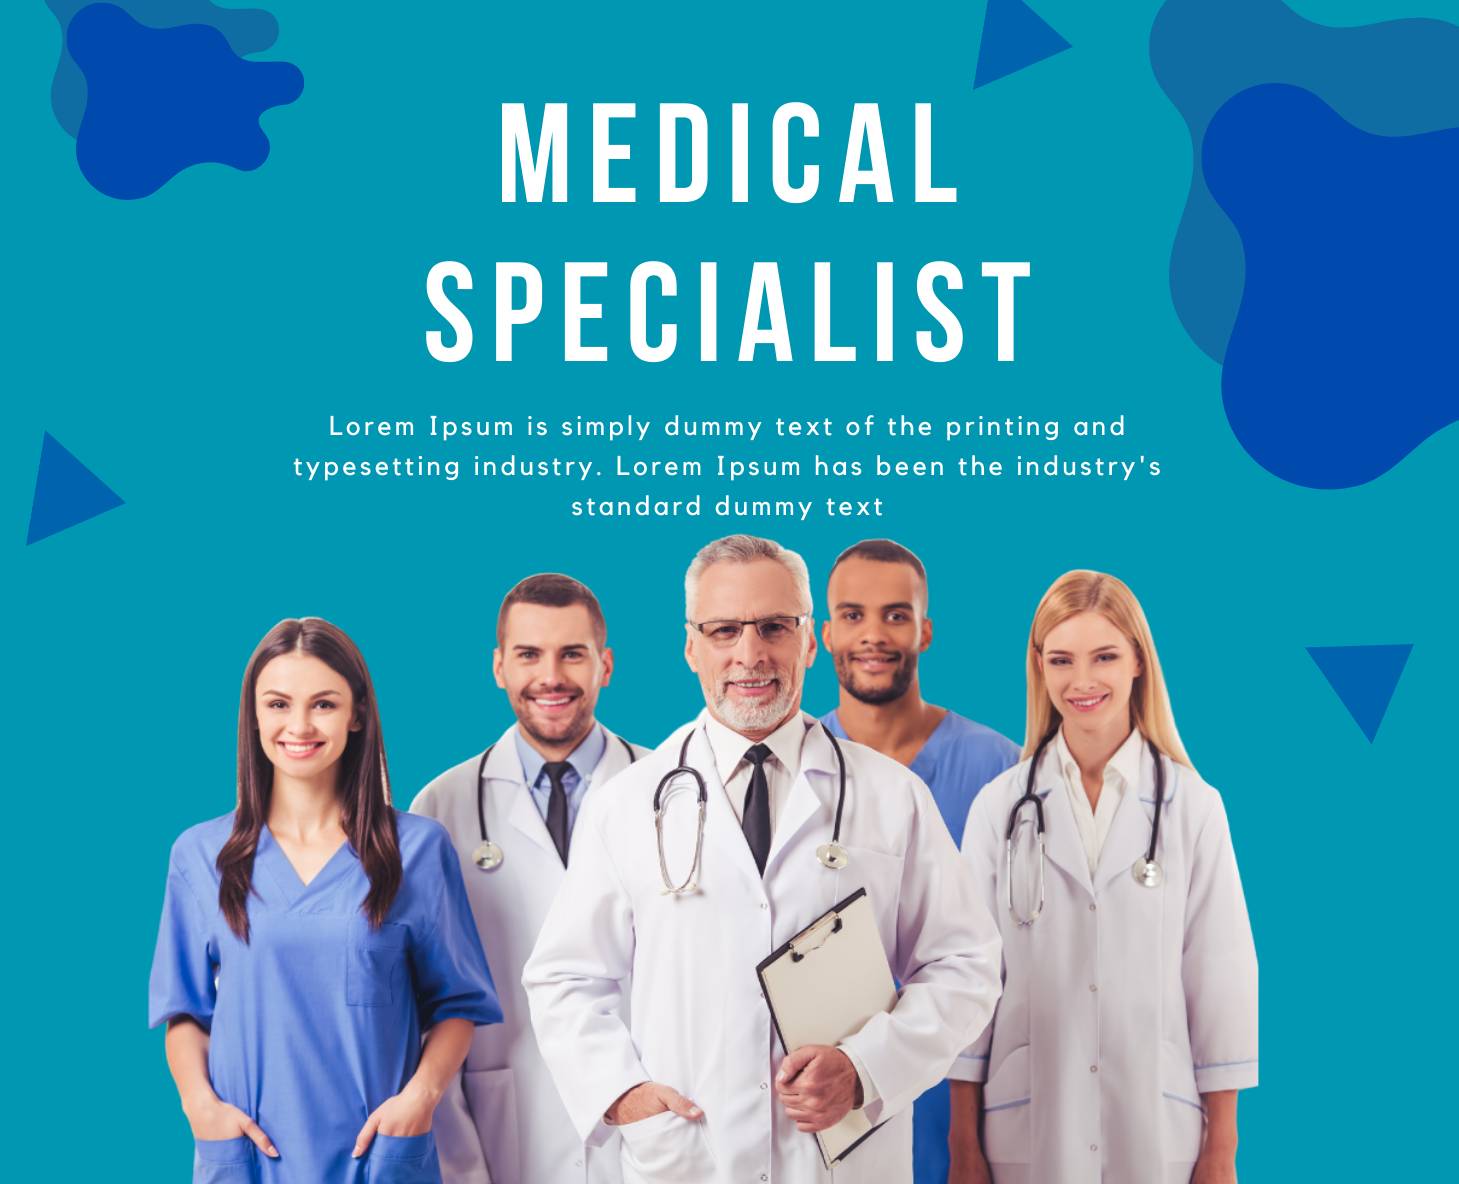 MEDICAL
SPECIALIST
Lorem Ipsum is simply dummy text of the printing and
typesetting industry. Lorem Ipsum has been the industry's
standard dummy text